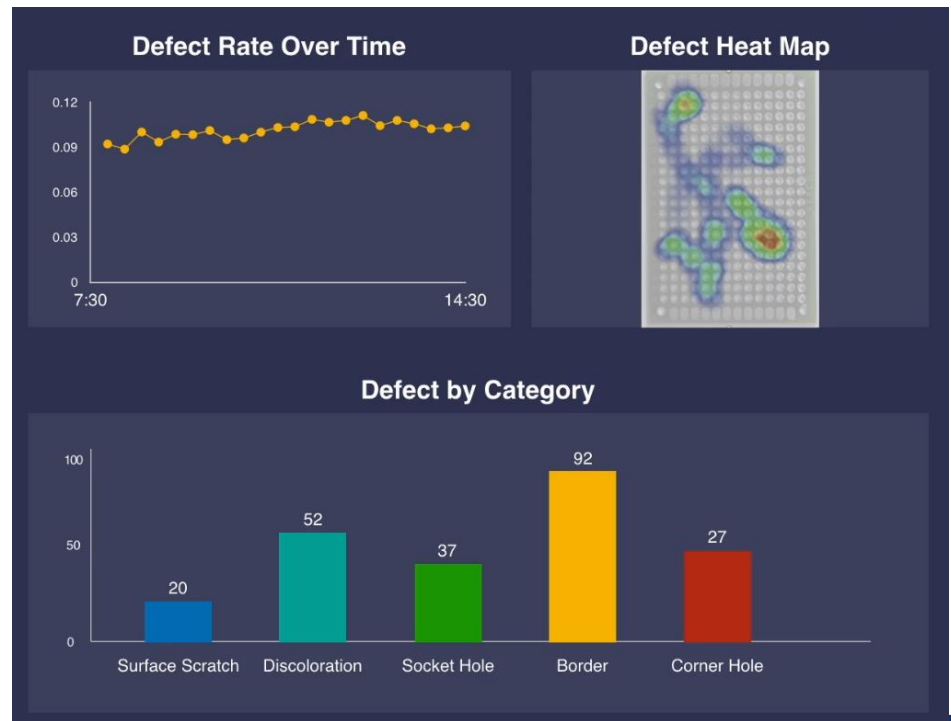 Defect Rate Over Time
0.12
0.09
0.06
0.03
0
7:30
14:30
Defect Heat Map
Defect by Category
100
50
0
20
52
37
92
27
Surface Scratch
Discoloration
Socket Hole
Border
Corner Hole